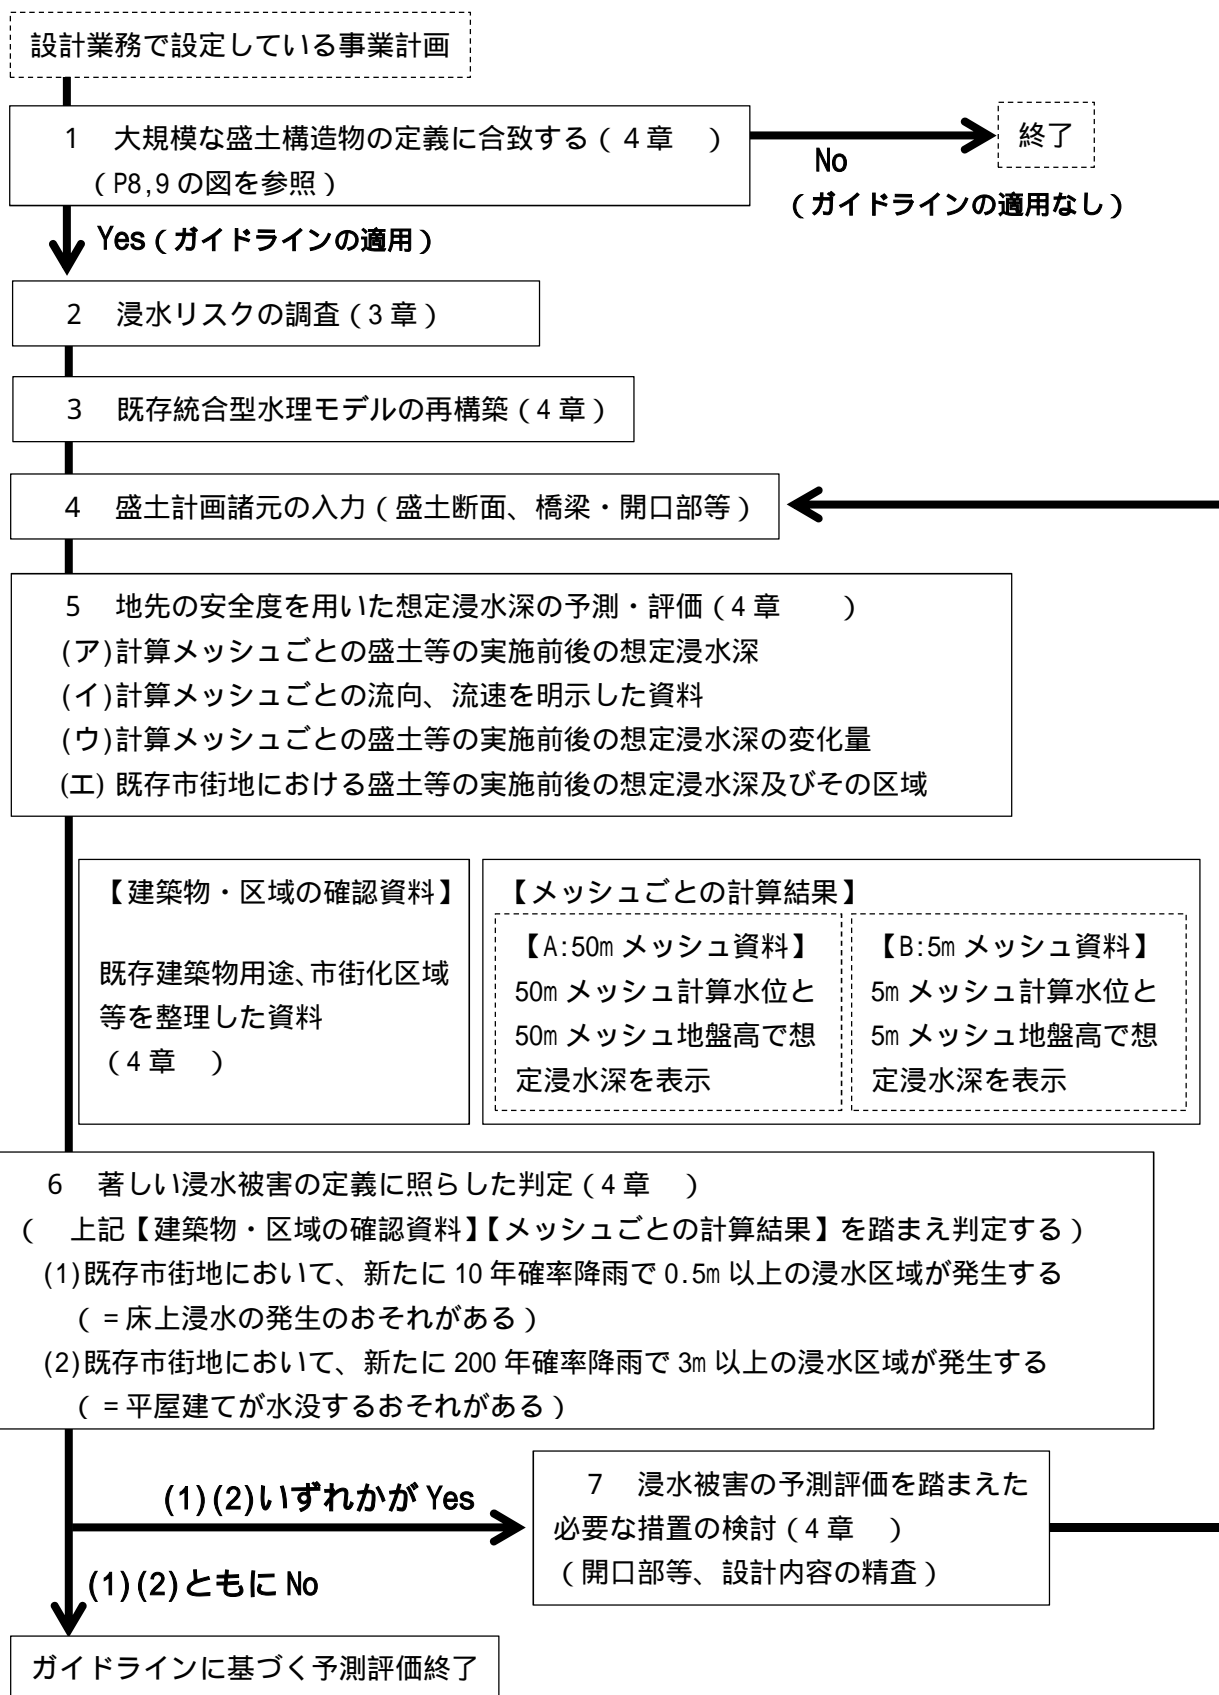 設計業務で設定している事業計画
1 大規模な盛土構造物の定義に合致する(4章 )
(P8,9の図を参照)
No
(ガイドラインの適用なし)
終了
Yes(ガイドラインの適用)
2 浸水リスクの調査(3章)
3 既存統合型水理モデルの再構築(4章)
4 盛土計画諸元の入力(盛土断面、橋梁・開口部等)
5 地先の安全度を用いた想定浸水深の予測・評価(4章 )
(ア)計算メッシュごとの盛土等の実施前後の想定浸水深
(イ)計算メッシュごとの流向、流速を明示した資料
(ウ)計算メッシュごとの盛土等の実施前後の想定浸水深の変化量
(エ)既存市街地における盛土等の実施前後の想定浸水深及びその区域
【建築物・区域の確認資料】
既存建築物用途、市街化区域
等を整理した資料
(4章 )
【メッシュごとの計算結果】
【A:50mメッシュ資料】
50mメッシュ計算水位と
50mメッシュ地盤高で想
定浸水深を表示
【B:5mメッシュ資料】
5mメッシュ計算水位と
5mメッシュ地盤高で想
定浸水深を表示
6 著しい浸水被害の定義に照らした判定(4章 )
( 上記【建築物・区域の確認資料】【メッシュごとの計算結果】を踏まえ判定する)
(1)既存市街地において、新たに10年確率降雨で0.5m以上の浸水区域が発生する
(=床上浸水の発生のおそれがある)
(2)既存市街地において、新たに200年確率降雨で3m以上の浸水区域が発生する
(=平屋建てが水没するおそれがある)
(1)(2)いずれかがYes
7 浸水被害の予測評価を踏まえた
必要な措置の検討(4章 )
(開口部等、設計内容の精査)
(1)(2)ともにNo
ガイドラインに基づく予測評価終了